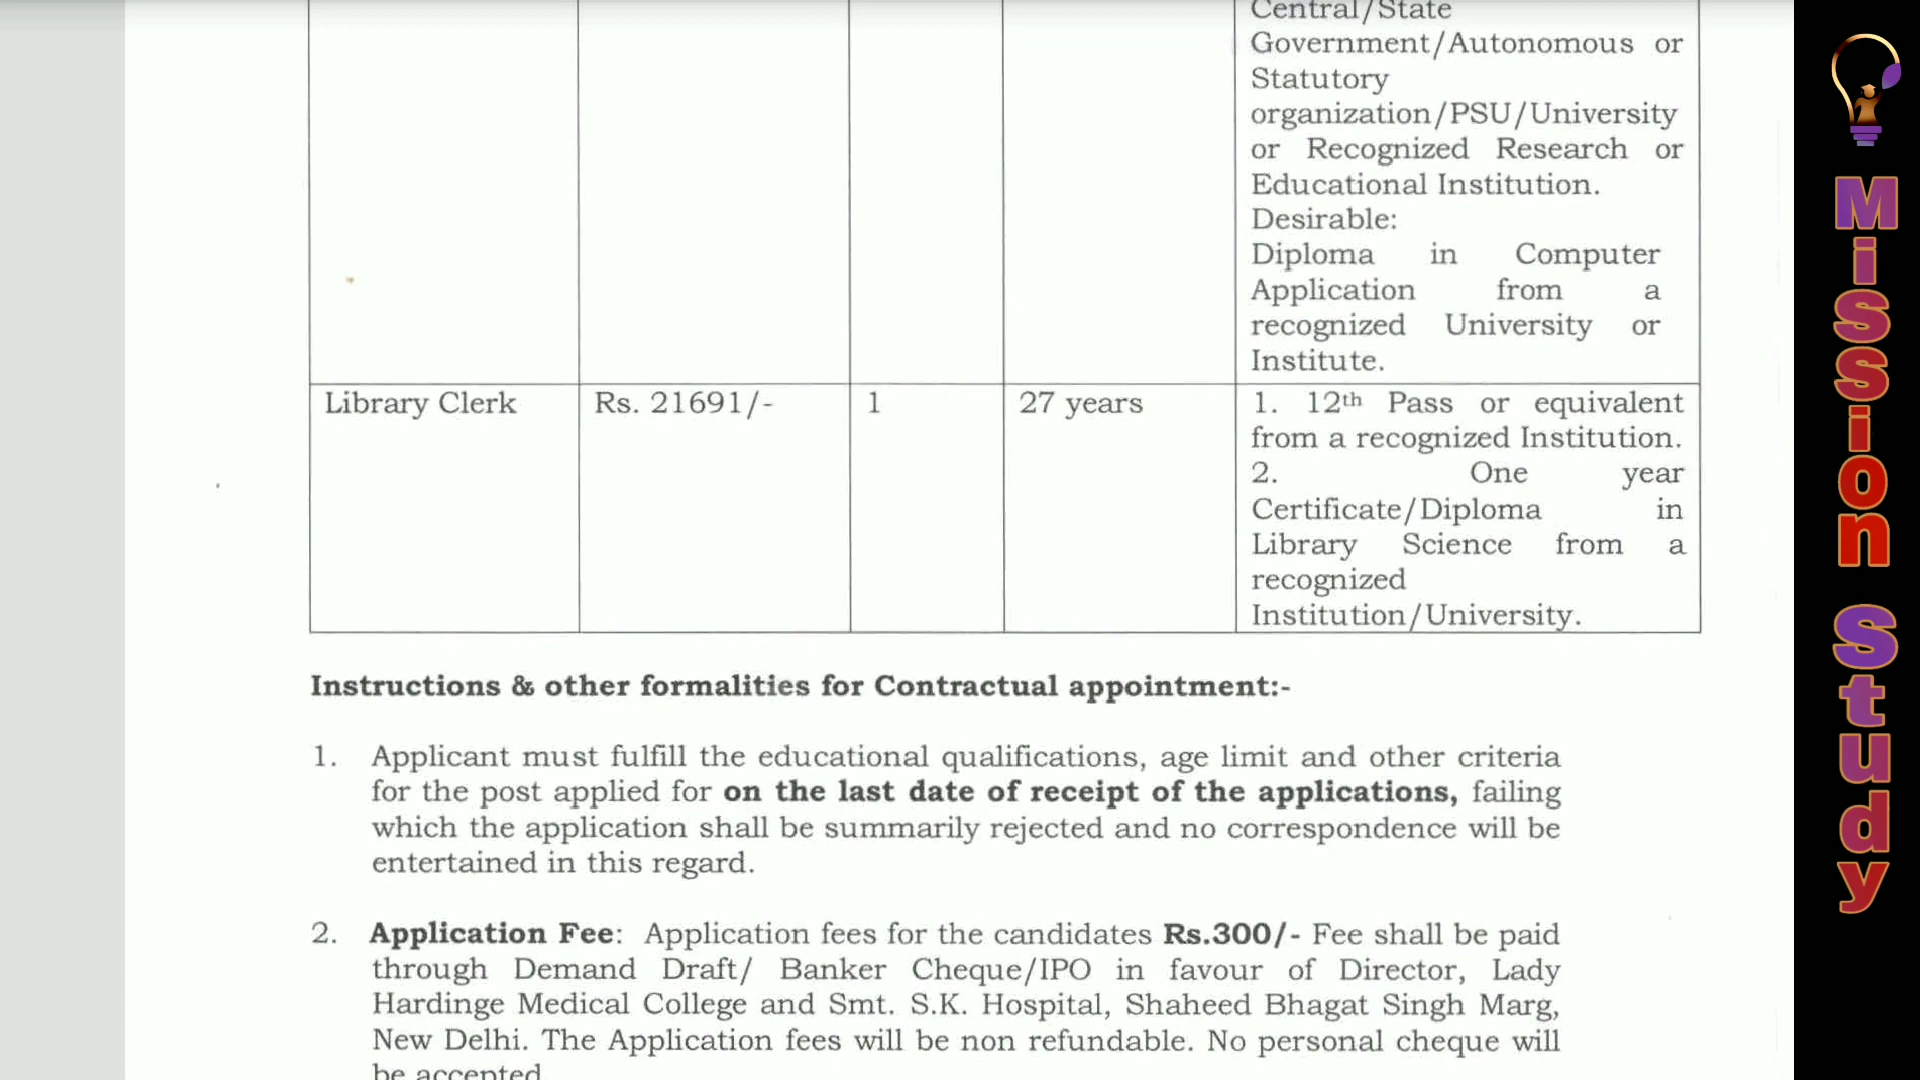 Central/State
Government/Autonomous or
Statutory
organization/PSU/University
or Recognized Research or
Educational Institution.
Desirable:
Diploma in Computer
Application from a
recognized University or
Institute.
Library Clerk Rs. 21691/- 1 27 years 1. 12th Pass or equivalent
from a recognized Institution.
2. One year
Certificate/Diploma in
Library Science from a
recognized
Institution/University.
Instructions & other formalities for Contractual appointment:-
1. Applicant must fulfill the educational qualifications, age limit and other criteria
for the post applied for on the last date of receipt of the applications, failing
which the application shall be summarily rejected and no correspondence will be
entertained in this regard.
2. Application Fee: Application fees for the candidates Rs.300/- Fee shall be paid
through Demand Draft/ Banker Cheque/IPO in favour of Director, Lady
Hardinge Medical College and Smt. S.K. Hospital, Shaheed Bhagat Singh Marg,
New Delhi. The Application fees will be non refundable. No personal cheque will
be accepted
Mission Study